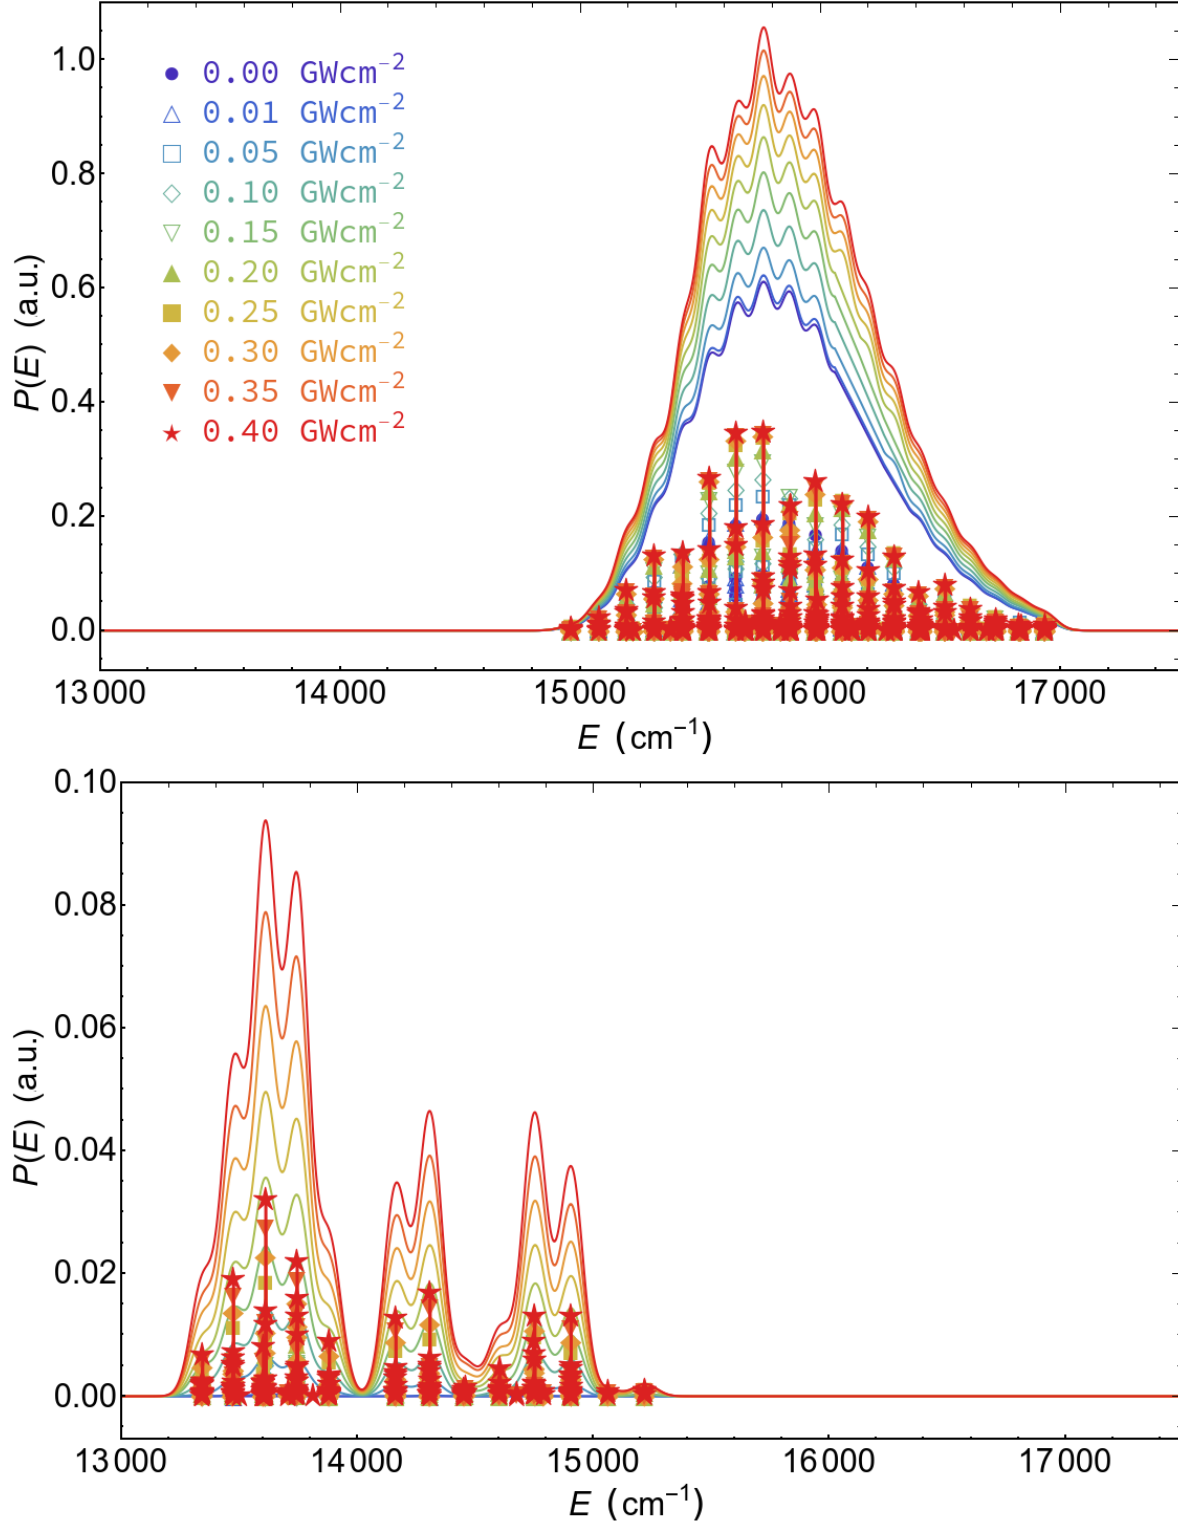 1.0
0.8
0.6
0.4
0.2
0.0
P(E) (a.u.)
0.00 GWcm⁻²
0.01 GWcm⁻²
0.05 GWcm⁻²
0.10 GWcm⁻²
0.15 GWcm⁻²
0.20 GWcm⁻²
0.25 GWcm⁻²
0.30 GWcm⁻²
0.35 GWcm⁻²
0.40 GWcm⁻²
13000 14000 15000 16000 17000
E (cm⁻¹)
0.10
0.08
0.06
0.04
0.02
0.00
P(E) (a.u.)
13000 14000 15000 16000 17000
E (cm⁻¹)